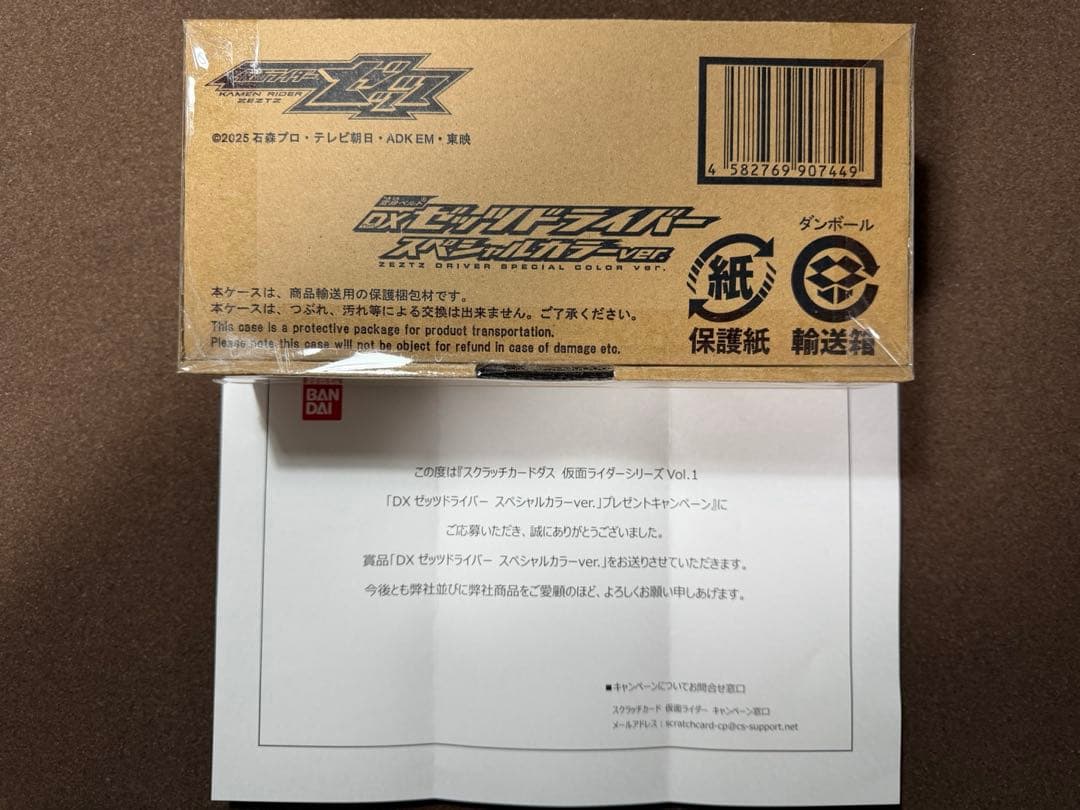 仮面ライダー
ゼッツ
KAMEN RIDER
ZEZTZ
©2025 石森プロ・テレビ朝日・ADK EM・東映
4 582769 907449
変身ベルト
DXゼッツドライバー
スペシャルカラーver.
ZEZTZ DRIVER SPECIAL COLOR ver.
ダンボール
紙
保護紙
輸送箱
本ケースは、商品輸送用の保護梱包材です。
本ケースは、つぶれ、汚れ等による交換は出来ません。ご了承ください。
This case is a protective package for product transportation.
Please note this case will not be object for refund in case of damage etc.
BAN
DAI
この度は『スクラッチカードダス 仮面ライダーシリーズ Vol.1
「DX ゼッツドライバー スペシャルカラーver.」プレゼントキャンペーン』に
ご応募いただき、誠にありがとうございました。
賞品「DX ゼッツドライバー スペシャルカラーver.」をお送りさせていただきます。
今後とも弊社並びに弊社商品をご愛顧のほど、よろしくお願い申しあげます。
■キャンペーンについてお問合せ窓口
スクラッチカード 仮面ライダー キャンペーン窓口
メールアドレス：scratchcard-cp@cs-support.net